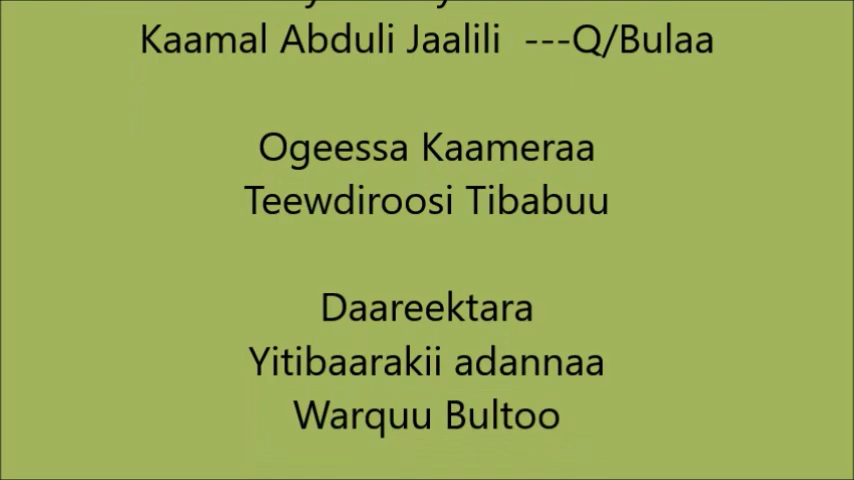 Kaamal Abduli Jaalili  ---Q/Bulaa
Ogeessa Kaameraa
Teewdiroosi Tibabuu
Daareektara
Yitibaarakii adannaa
Warquu Bultoo